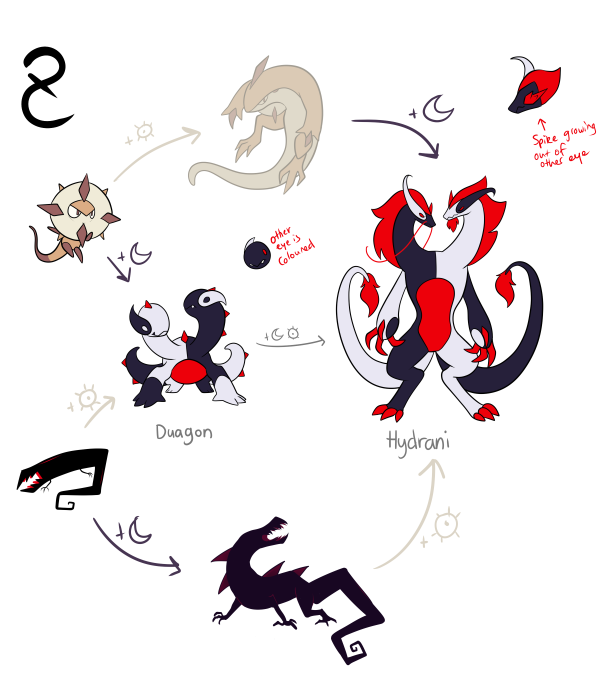 Spike growing
out of
other eye
+
+
other
eye is
coloured
+
+
+
Duagon
Hydrani
+
+